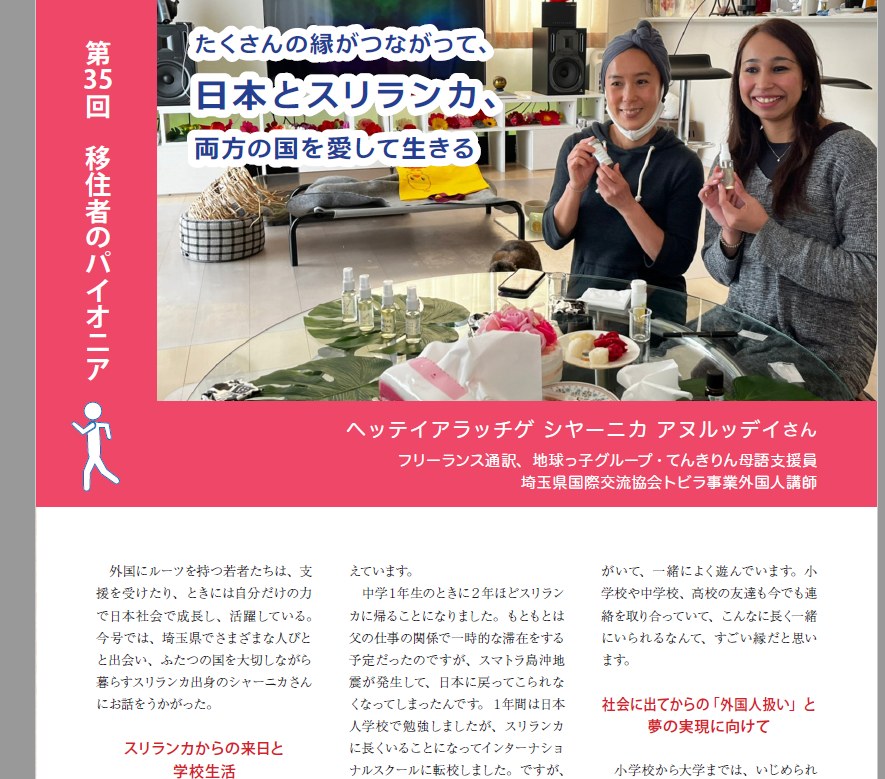 第35回 移住者のパイオニア
たくさんの縁がつながって、
日本とスリランカ、
両方の国を愛して生きる
ヘッテイアラッチゲ シヤーニカ アヌルッデイさん
フリーランス通訳、地球っ子グループ・てんきりん母語支援員
埼玉県国際交流協会トビラ事業外国人講師
外国にルーツを持つ若者たちは、支
援を受けたり、ときには自分だけの力
で日本社会で成長し、活躍している。
今号では、埼玉県でさまざまな人びと
と出会い、ふたつの国を大切しながら
暮らすスリランカ出身のシャーニカさん
にお話をうかがった。
スリランカからの来日と
学校生活
えています。
中学1年生のときに2年ほどスリラン
カに帰ることになりました。もともとは
父の仕事の関係で一時的な滞在をする
予定だったのですが、スマトラ島沖地
震が発生して、日本に戻ってこられな
くなってしまったんです。1年間は日本
人学校で勉強しましたが、スリランカ
に長くいることになってインターナショ
ナルスクールに転校しました。ですが、
がいて、一緒によく遊んでいます。小
学校や中学校、高校の友達も今でも連
絡を取り合っていて、こんなに長く一緒
にいられるなんて、すごい縁だと思い
ます。
社会に出てからの「外国人扱い」と
夢の実現に向けて
小学校から大学までは、いじめられ